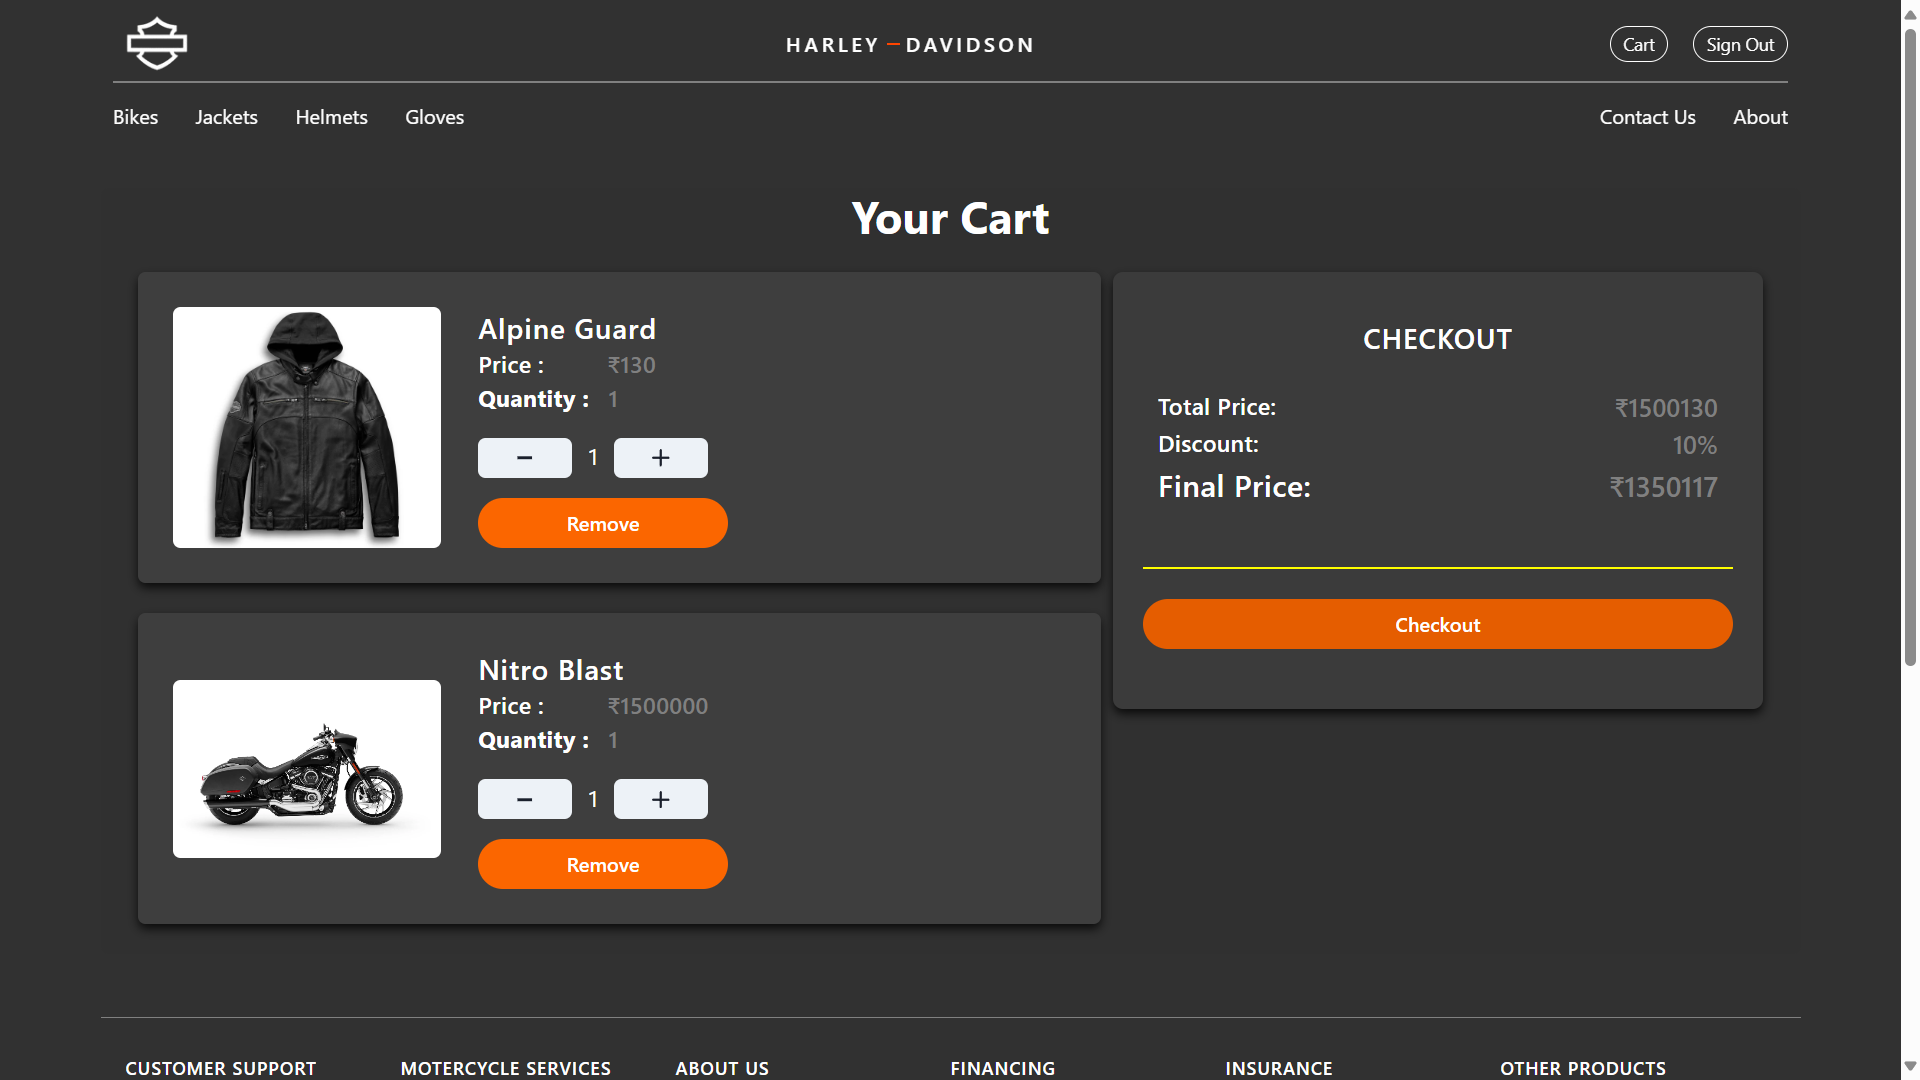 HARLEY – DAVIDSON
Cart
Sign Out
Bikes
Jackets
Helmets
Gloves
Contact Us
About
Your Cart
Alpine Guard
Price : ₹130
Quantity : 1
− 1 +
Remove
Nitro Blast
Price : ₹1500000
Quantity : 1
− 1 +
Remove
CHECKOUT
Total Price: ₹1500130
Discount: 10%
Final Price: ₹1350117
Checkout
CUSTOMER SUPPORT
MOTERCYCLE SERVICES
ABOUT US
FINANCING
INSURANCE
OTHER PRODUCTS